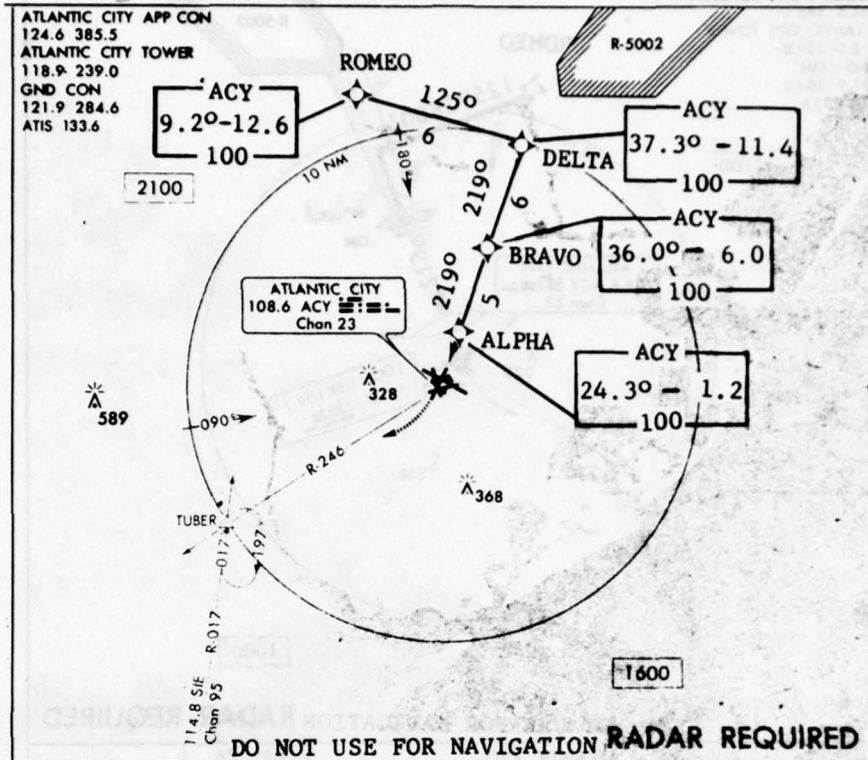 ATLANTIC CITY APP CON
124.6 385.5
ATLANTIC CITY TOWER
118.9 239.0
GND CON
121.9 284.6
ATIS 133.6
R-5002
ROMEO
ACY
9.2°-12.6
100
125°
6
ACY
37.3° - 11.4
100
DELTA
180°
10 NM
2100
219°
6
BRAVO
ACY
36.0° - 6.0
100
219°
5
ATLANTIC CITY
108.6 ACY
Chan 23
ALPHA
ACY
24.3° - 1.2
100
328
589
090°
R-246
368
TUBER
017
197
R-017
114.8 SIE
Chan 95
1600
DO NOT USE FOR NAVIGATION
RADAR REQUIRED